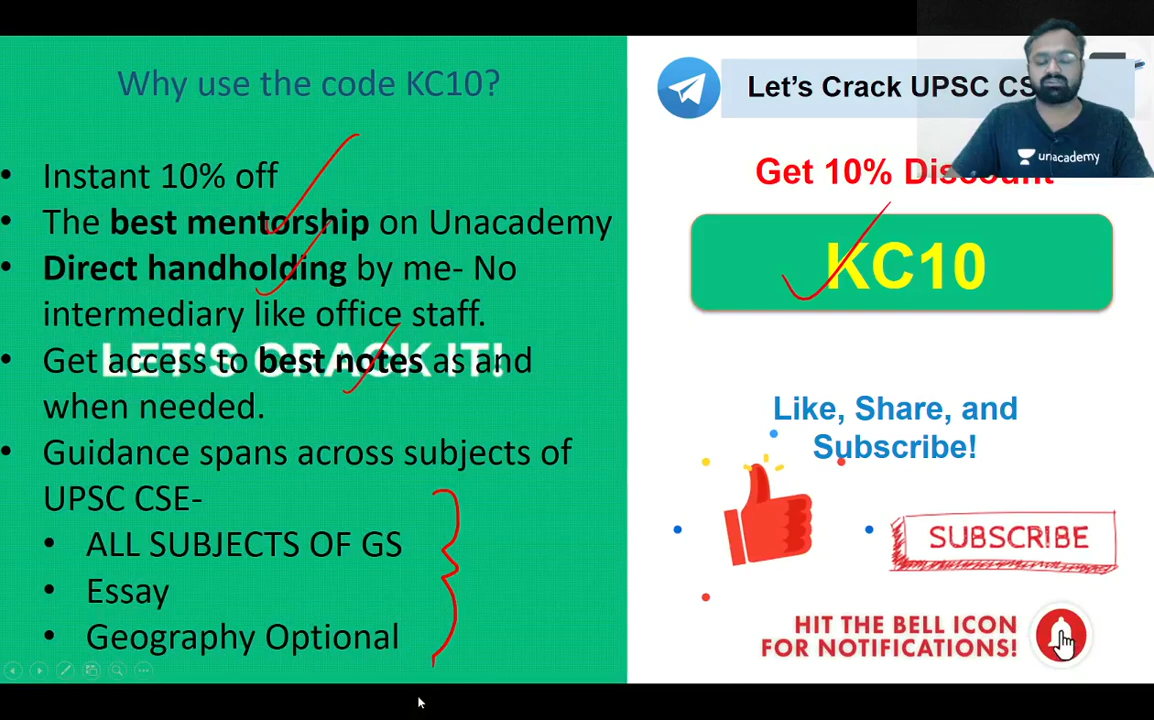 Why use the code KC10?
• Instant 10% off
• The best mentorship on Unacademy
• Direct handholding by me- No
intermediary like office staff.
LET'S CRACK IT!
• Get access to best notes as and
when needed.
• Guidance spans across subjects of
UPSC CSE-
• ALL SUBJECTS OF GS
• Essay
• Geography Optional
Let's Crack UPSC CS
unacademy
Get 10% Discount
KC10
Like, Share, and
Subscribe!
SUBSCRIBE
HIT THE BELL ICON
FOR NOTIFICATIONS!